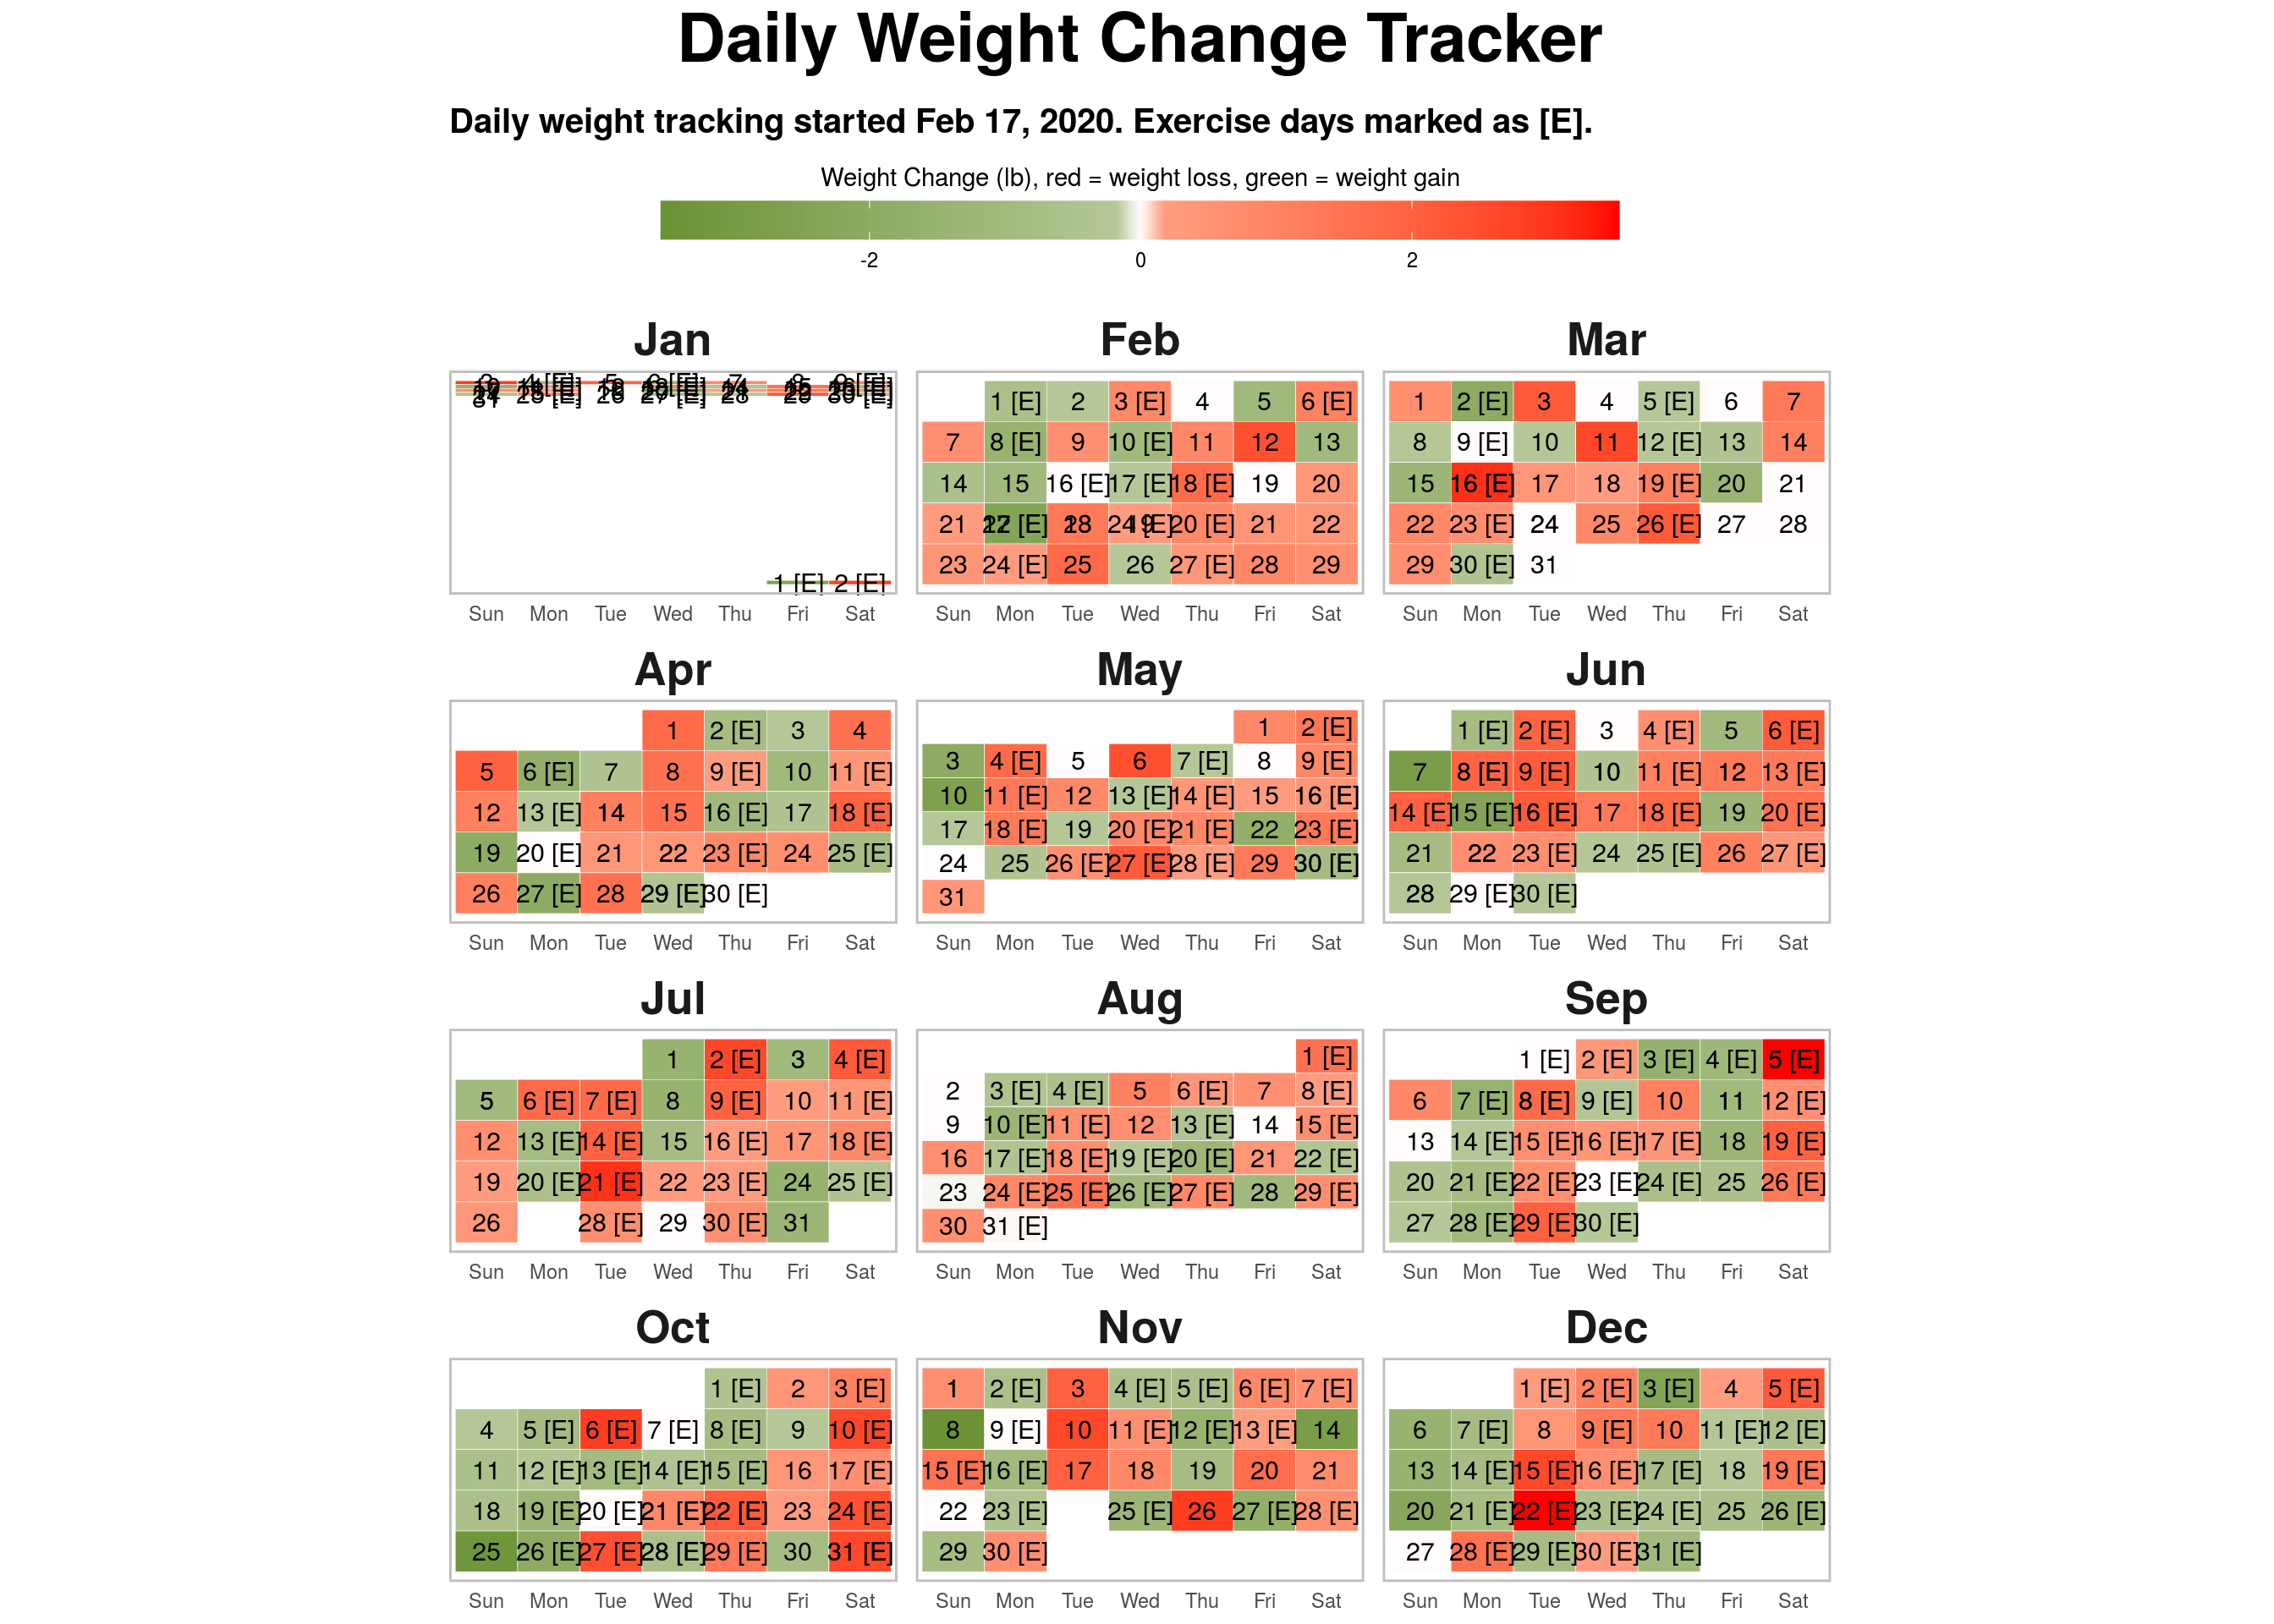 Daily Weight Change Tracker
Daily weight tracking started Feb 17, 2020. Exercise days marked as [E].
Weight Change (lb), red = weight loss, green = weight gain
-2 0 2
Jan Feb Mar
1 [E] 2 [E]
1 [E] 2 3 [E] 4 5 6 [E]
7 8 [E] 9 10 [E] 11 12 13
14 15 16 [E] 17 [E] 18 [E] 19 20
21 20 [E] 21 22
23 24 [E] 25 26 27 [E] 28 29
1 2 [E] 3 4 5 [E] 6 7
8 9 [E] 10 11 12 [E] 13 14
15 16 [E] 17 18 19 [E] 20 21
22 23 [E] 24 25 26 [E] 27 28
29 30 [E] 31
Sun Mon Tue Wed Thu Fri Sat Sun Mon Tue Wed Thu Fri Sat Sun Mon Tue Wed Thu Fri Sat
Apr May Jun
1 2 [E] 3 4
5 6 [E] 7 8 9 [E] 10 11 [E]
12 13 [E] 14 15 16 [E] 17 18 [E]
19 20 [E] 21 22 23 [E] 24 25 [E]
26 27 [E] 28 29 [E] 30 [E]
1 2 [E]
3 4 [E] 5 6 7 [E] 8 9 [E]
10 11 [E] 12 13 [E] 14 [E] 15 16 [E]
17 18 [E] 19 20 [E] 21 [E] 22 23 [E]
24 25 26 [E] 27 [E] 28 [E] 29 30 [E]
31
1 [E] 2 [E] 3 4 [E] 5 6 [E]
7 8 [E] 9 [E] 10 11 [E] 12 13 [E]
14 [E] 15 [E] 16 [E] 17 18 [E] 19 20 [E]
21 22 23 [E] 24 25 [E] 26 27 [E]
28 29 [E] 30 [E]
Sun Mon Tue Wed Thu Fri Sat Sun Mon Tue Wed Thu Fri Sat Sun Mon Tue Wed Thu Fri Sat
Jul Aug Sep
1 2 [E] 3 4 [E]
5 6 [E] 7 [E] 8 9 [E] 10 11 [E]
12 13 [E] 14 [E] 15 16 [E] 17 18 [E]
19 20 [E] 21 [E] 22 23 [E] 24 25 [E]
26 28 [E] 29 30 [E] 31
1 [E]
2 3 [E] 4 [E] 5 6 [E] 7 8 [E]
9 10 [E] 11 [E] 12 13 [E] 14 15 [E]
16 17 [E] 18 [E] 19 [E] 20 [E] 21 22 [E]
23 24 [E] 25 [E] 26 [E] 27 [E] 28 29 [E]
30 31 [E]
1 [E] 2 [E] 3 [E] 4 [E] 5 [E]
6 7 [E] 8 [E] 9 [E] 10 11 12 [E]
13 14 [E] 15 [E] 16 [E] 17 [E] 18 19 [E]
20 21 [E] 22 [E] 23 [E] 24 [E] 25 26 [E]
27 28 [E] 29 [E] 30 [E]
Sun Mon Tue Wed Thu Fri Sat Sun Mon Tue Wed Thu Fri Sat Sun Mon Tue Wed Thu Fri Sat
Oct Nov Dec
1 [E] 2 3 [E]
4 5 [E] 6 [E] 7 [E] 8 [E] 9 10 [E]
11 12 [E] 13 [E] 14 [E] 15 [E] 16 17 [E]
18 19 [E] 20 [E] 21 [E] 22 [E] 23 24 [E]
25 26 [E] 27 [E] 28 [E] 29 [E] 30 31 [E]
1 2 [E] 3 4 [E] 5 [E] 6 [E] 7 [E]
8 9 [E] 10 11 [E] 12 [E] 13 [E] 14
15 [E] 16 [E] 17 18 19 20 21
22 23 [E] 25 [E] 26 27 [E] 28 [E]
29 30 [E]
1 [E] 2 [E] 3 [E] 4 5 [E]
6 7 [E] 8 9 [E] 10 11 [E] 12 [E]
13 14 [E] 15 [E] 16 [E] 17 [E] 18 19 [E]
20 21 [E] 22 [E] 23 [E] 24 [E] 25 26 [E]
27 28 [E] 29 [E] 30 [E] 31 [E]
Sun Mon Tue Wed Thu Fri Sat Sun Mon Tue Wed Thu Fri Sat Sun Mon Tue Wed Thu Fri Sat